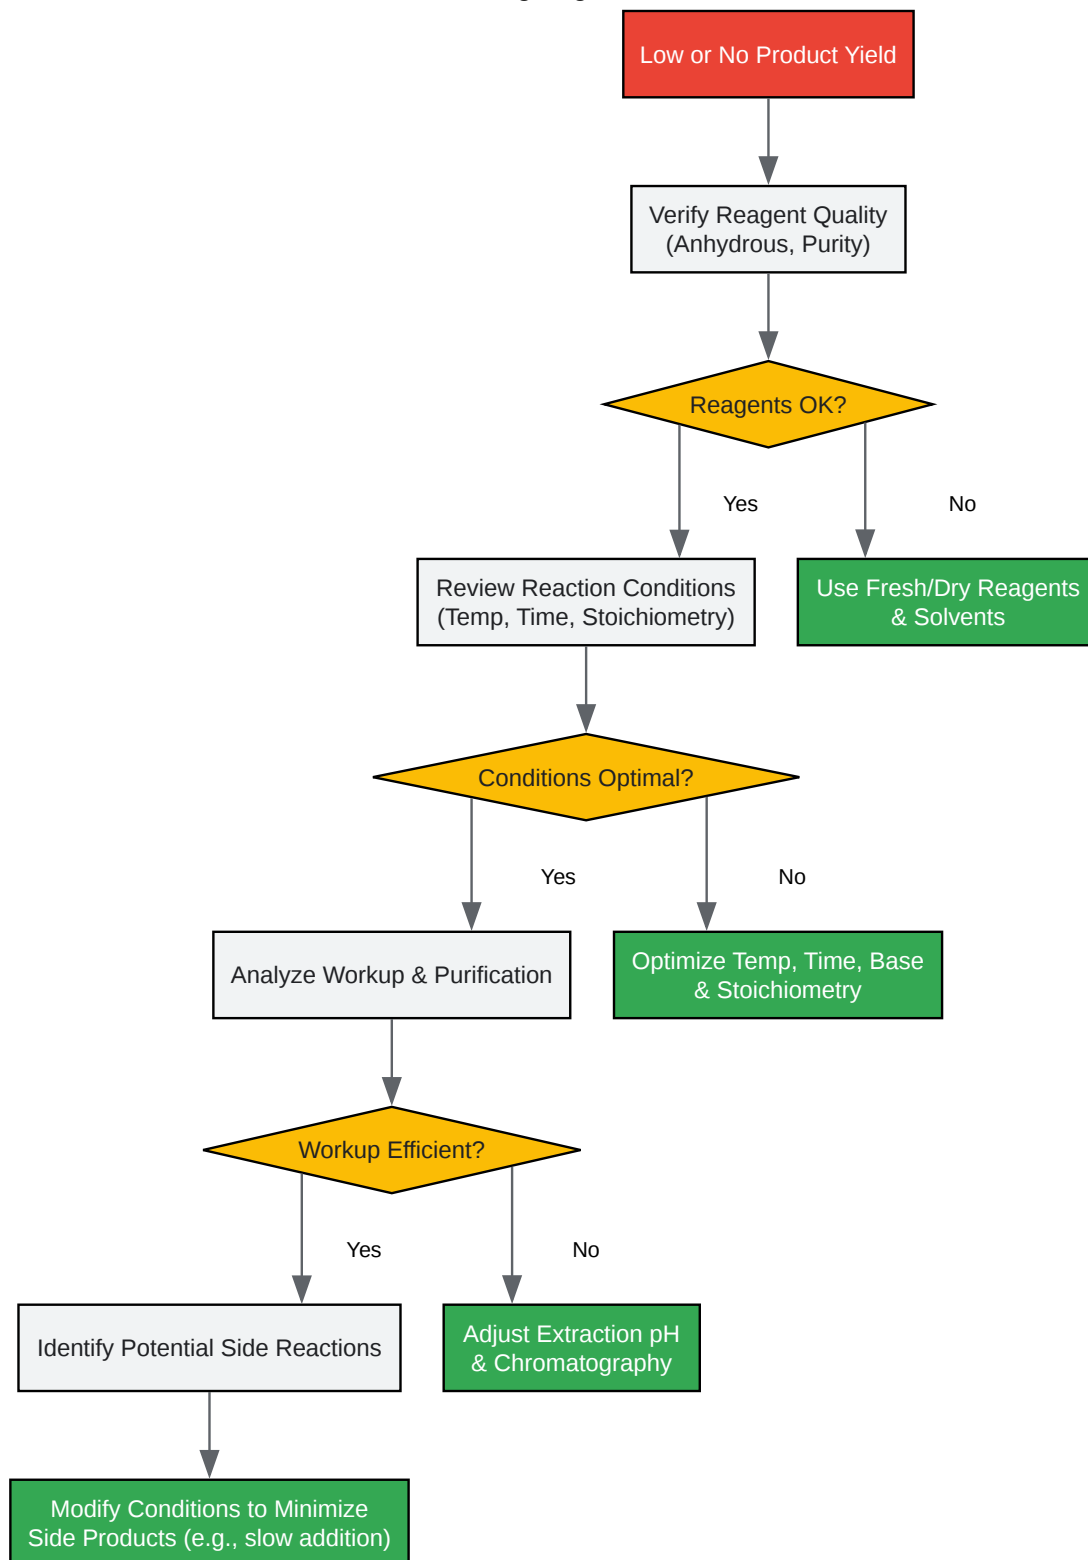 Low or No Product Yield
Verify Reagent Quality
(Anhydrous, Purity)
Reagents OK?
Yes
No
Review Reaction Conditions
(Temp, Time, Stoichiometry)
Use Fresh/Dry Reagents
& Solvents
Conditions Optimal?
Yes
No
Analyze Workup & Purification
Optimize Temp, Time, Base
& Stoichiometry
Workup Efficient?
Yes
No
Identify Potential Side Reactions
Adjust Extraction pH
& Chromatography
Modify Conditions to Minimize
Side Products (e.g., slow addition)